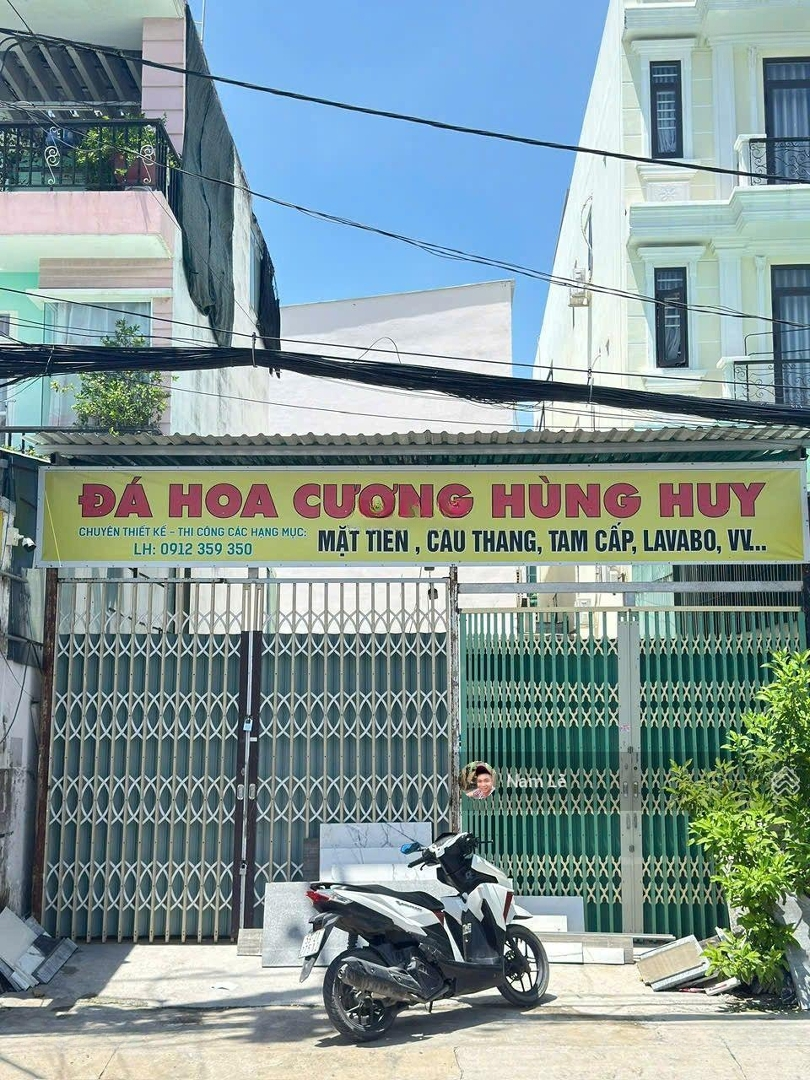 ĐÁ HOA CƯƠNG HÙNG HUY
CHUYÊN THIẾT KẾ - THI CÔNG CÁC HẠNG MỤC:
LH: 0912 359 350
MẶT TIEN , CAU THANG, TAM CẤP, LAVABO, VV...
Nam Lê